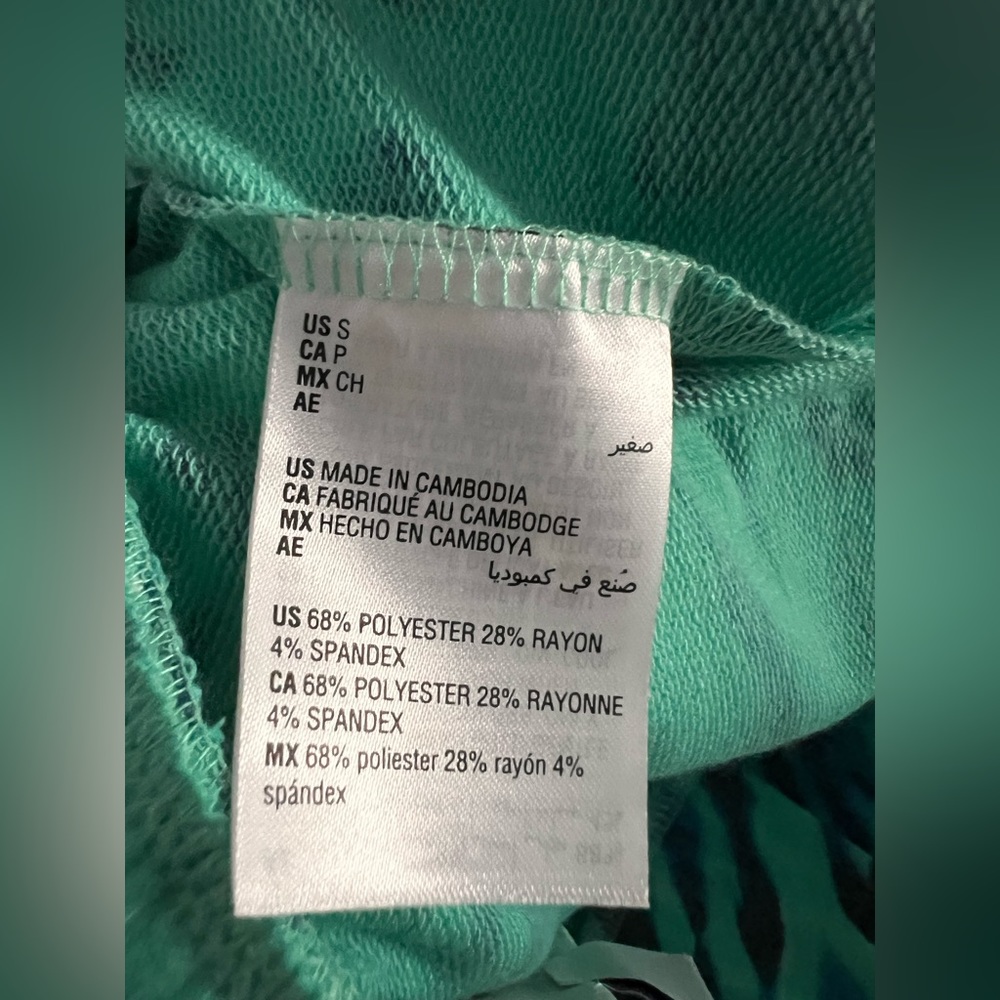 US S
CA P
MX CH
AE
صغير
US MADE IN CAMBODIA
CA FABRIQUÉ AU CAMBODGE
MX HECHO EN CAMBOYA
AE
صُنع في كمبوديا
US 68% POLYESTER 28% RAYON
4% SPANDEX
CA 68% POLYESTER 28% RAYONNE
4% SPANDEX
MX 68% poliester 28% rayón 4%
spándex